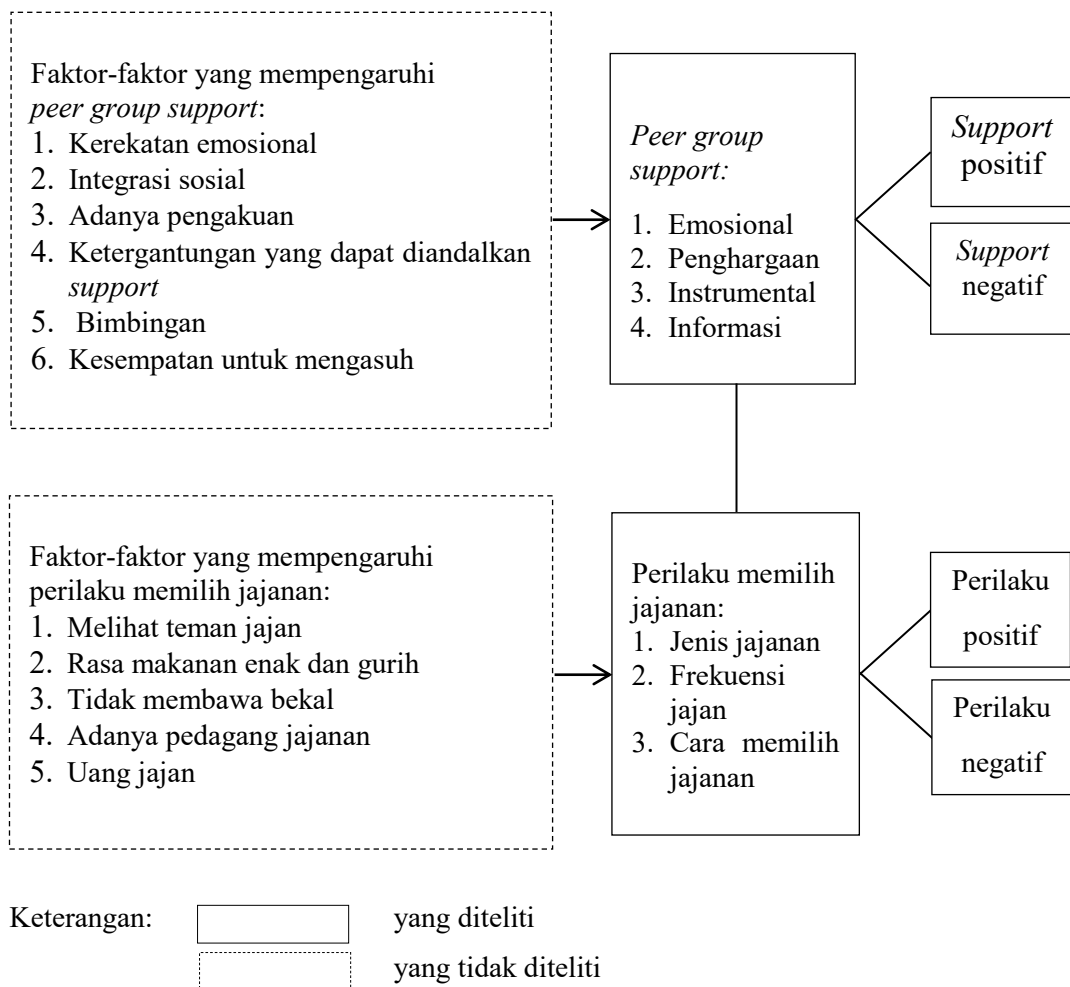 Faktor-faktor yang mempengaruhi
peer group support:
1. Kerekatan emosional
2. Integrasi sosial
3. Adanya pengakuan
4. Ketergantungan yang dapat diandalkan
support
5. Bimbingan
6. Kesempatan untuk mengasuh
Peer group
support:
1. Emosional
2. Penghargaan
3. Instrumental
4. Informasi
Support
positif
Support
negatif
Faktor-faktor yang mempengaruhi
perilaku memilih jajanan:
1. Melihat teman jajan
2. Rasa makanan enak dan gurih
3. Tidak membawa bekal
4. Adanya pedagang jajanan
5. Uang jajan
Perilaku memilih
jajanan:
1. Jenis jajanan
2. Frekuensi
jajan
3. Cara memilih
jajanan
Perilaku
positif
Perilaku
negatif
Keterangan:
yang diteliti
yang tidak diteliti